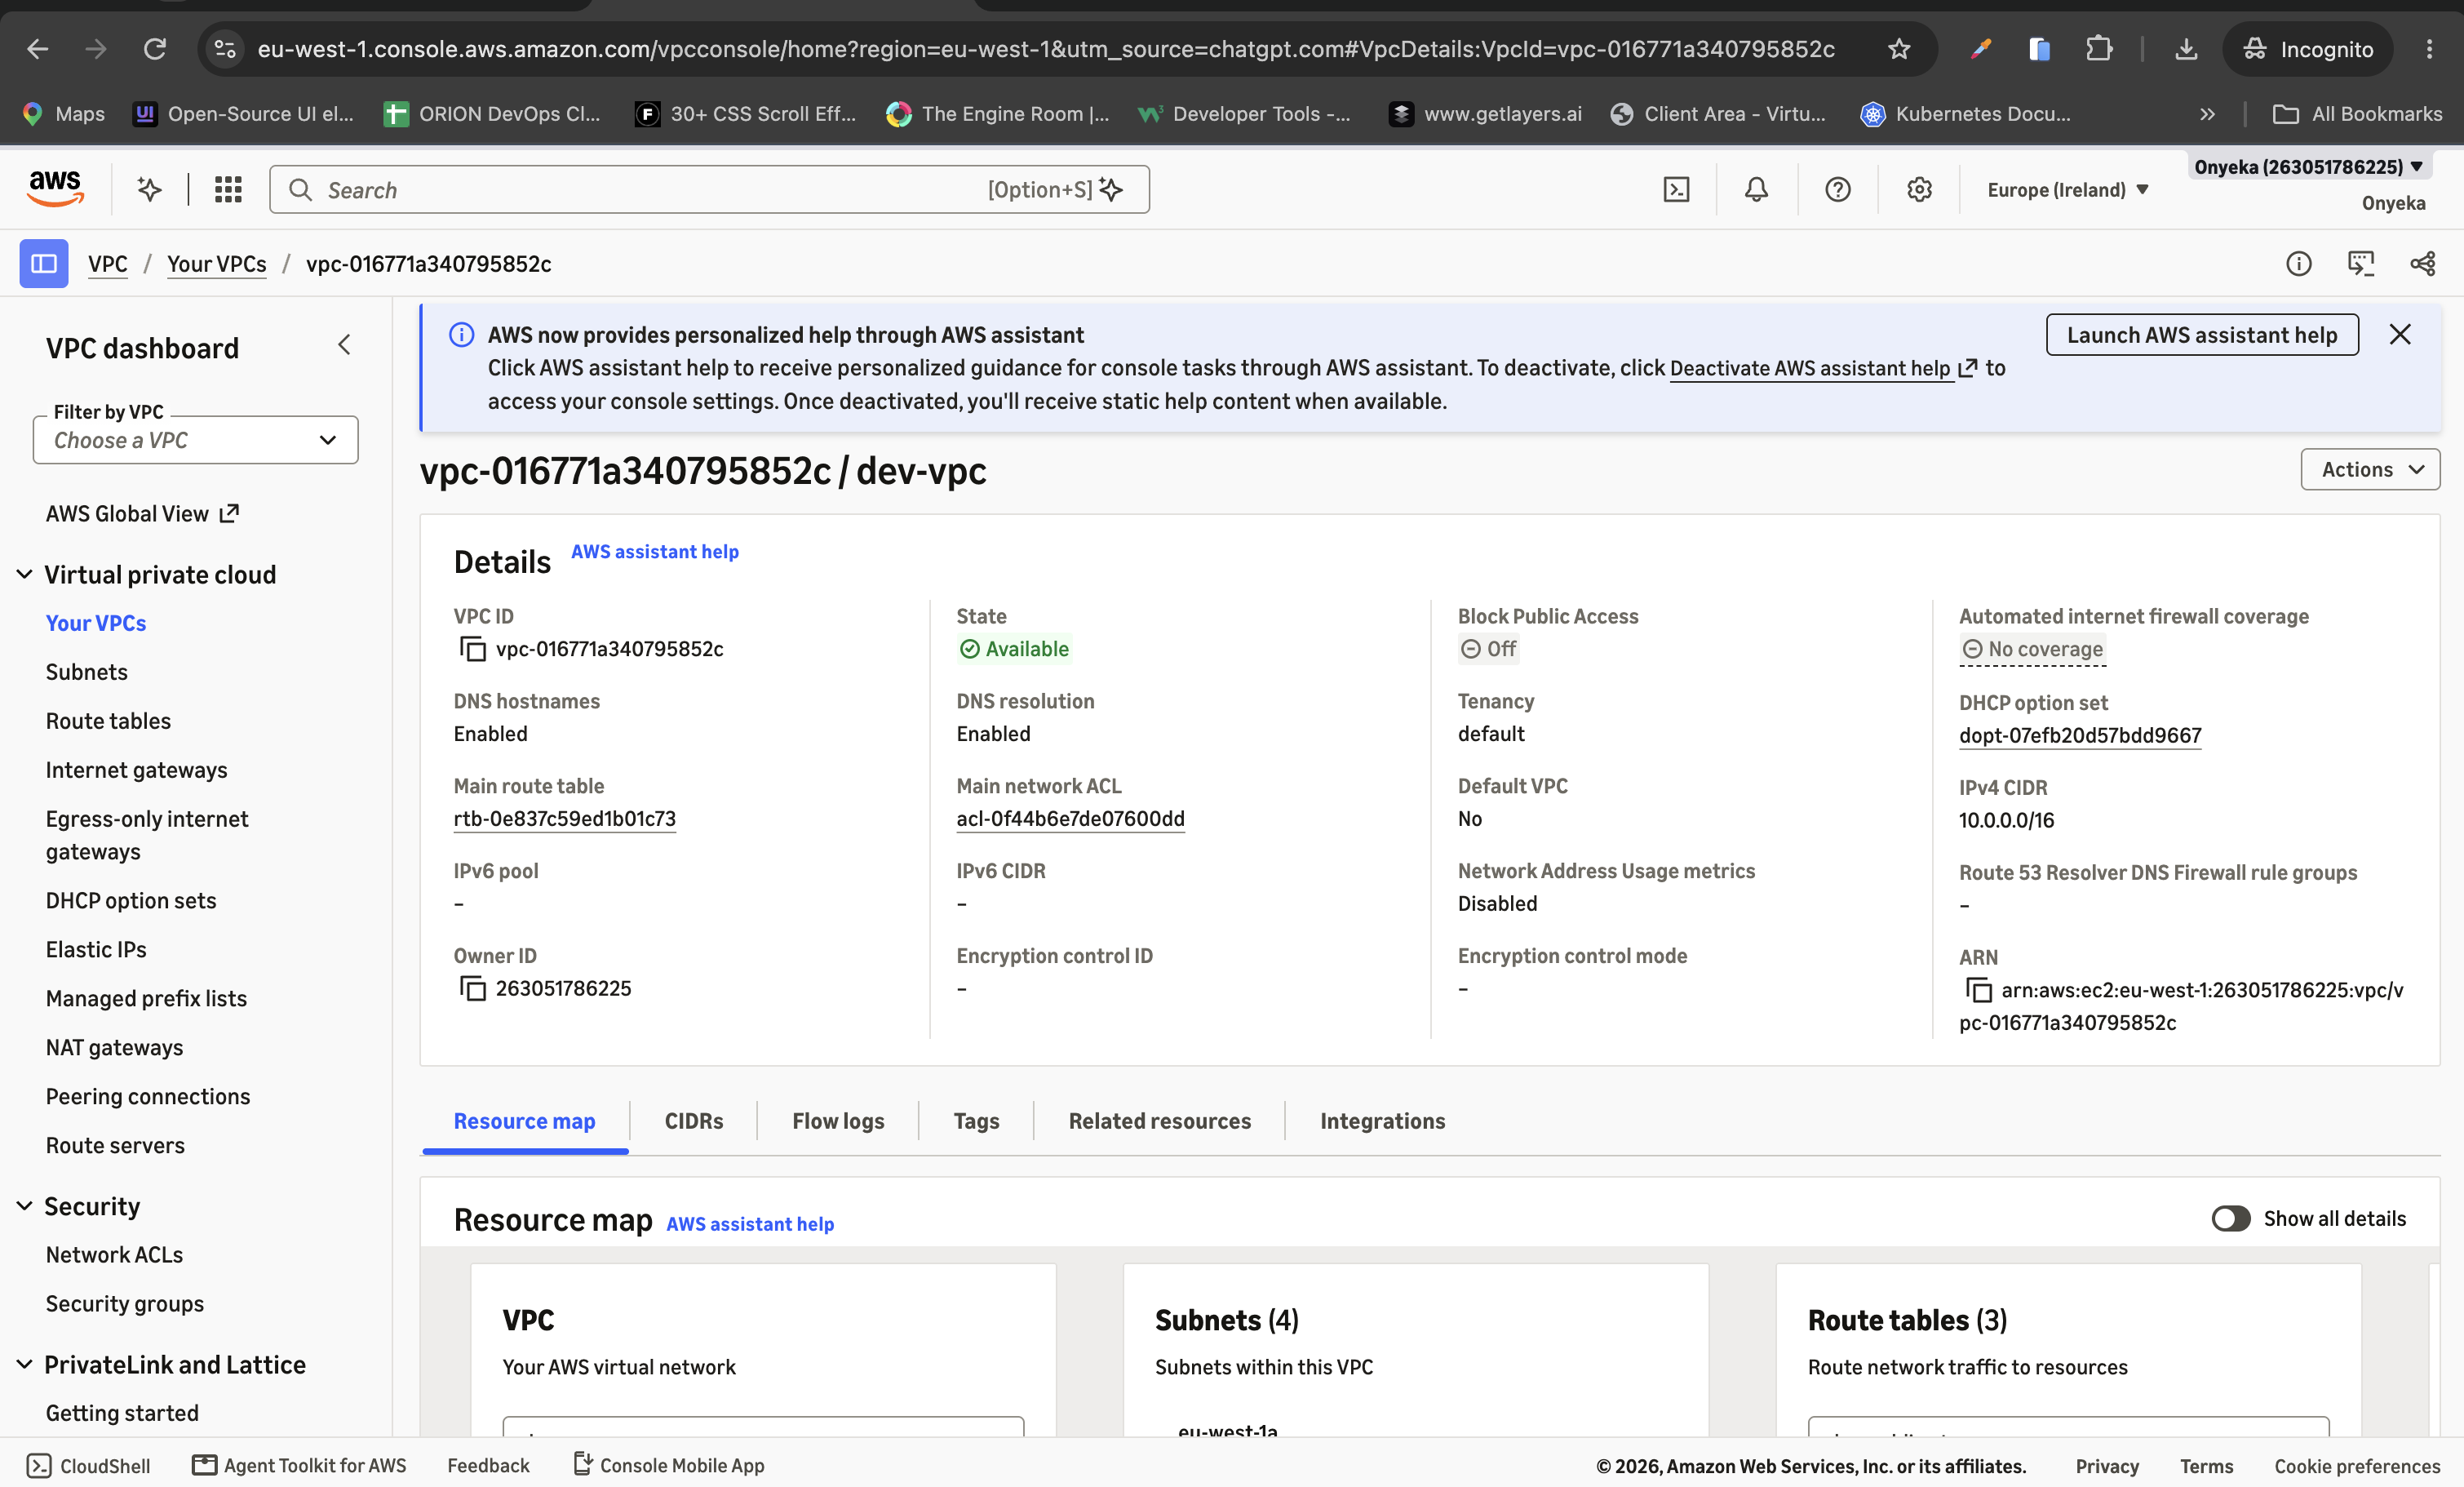 eu-west-1.console.aws.amazon.com/vpcconsole/home?region=eu-west-1&utm_source=chatgpt.com#VpcDetails:VpcId=vpc-016771a340795852c
Incognito
Maps
Open-Source UI el...
ORION DevOps Cl...
30+ CSS Scroll Eff...
The Engine Room |...
Developer Tools -...
www.getlayers.ai
Client Area - Virtu...
Kubernetes Docu...
All Bookmarks
aws
Search
[Option+S]
Europe (Ireland)
Onyeka (263051786225)
Onyeka
VPC / Your VPCs / vpc-016771a340795852c
VPC dashboard
Filter by VPC
Choose a VPC
AWS Global View
Virtual private cloud
Your VPCs
Subnets
Route tables
Internet gateways
Egress-only internet
gateways
DHCP option sets
Elastic IPs
Managed prefix lists
NAT gateways
Peering connections
Route servers
Security
Network ACLs
Security groups
PrivateLink and Lattice
Getting started
AWS now provides personalized help through AWS assistant
Click AWS assistant help to receive personalized guidance for console tasks through AWS assistant. To deactivate, click Deactivate AWS assistant help to
access your console settings. Once deactivated, you'll receive static help content when available.
Launch AWS assistant help
vpc-016771a340795852c / dev-vpc
Actions
Details
AWS assistant help
VPC ID
vpc-016771a340795852c
State
Available
Block Public Access
Off
Automated internet firewall coverage
No coverage
DNS hostnames
Enabled
DNS resolution
Enabled
Tenancy
default
DHCP option set
dopt-07efb20d57bdd9667
Main route table
rtb-0e837c59ed1b01c73
Main network ACL
acl-0f44b6e7de07600dd
Default VPC
No
IPv4 CIDR
10.0.0.0/16
IPv6 pool
–
IPv6 CIDR
–
Network Address Usage metrics
Disabled
Route 53 Resolver DNS Firewall rule groups
–
Owner ID
263051786225
Encryption control ID
–
Encryption control mode
–
ARN
arn:aws:ec2:eu-west-1:263051786225:vpc/v
pc-016771a340795852c
Resource map
CIDRs
Flow logs
Tags
Related resources
Integrations
Resource map
AWS assistant help
Show all details
VPC
Your AWS virtual network
Subnets (4)
Subnets within this VPC
eu-west-1a
Route tables (3)
Route network traffic to resources
CloudShell
Agent Toolkit for AWS
Feedback
Console Mobile App
© 2026, Amazon Web Services, Inc. or its affiliates.
Privacy
Terms
Cookie preferences